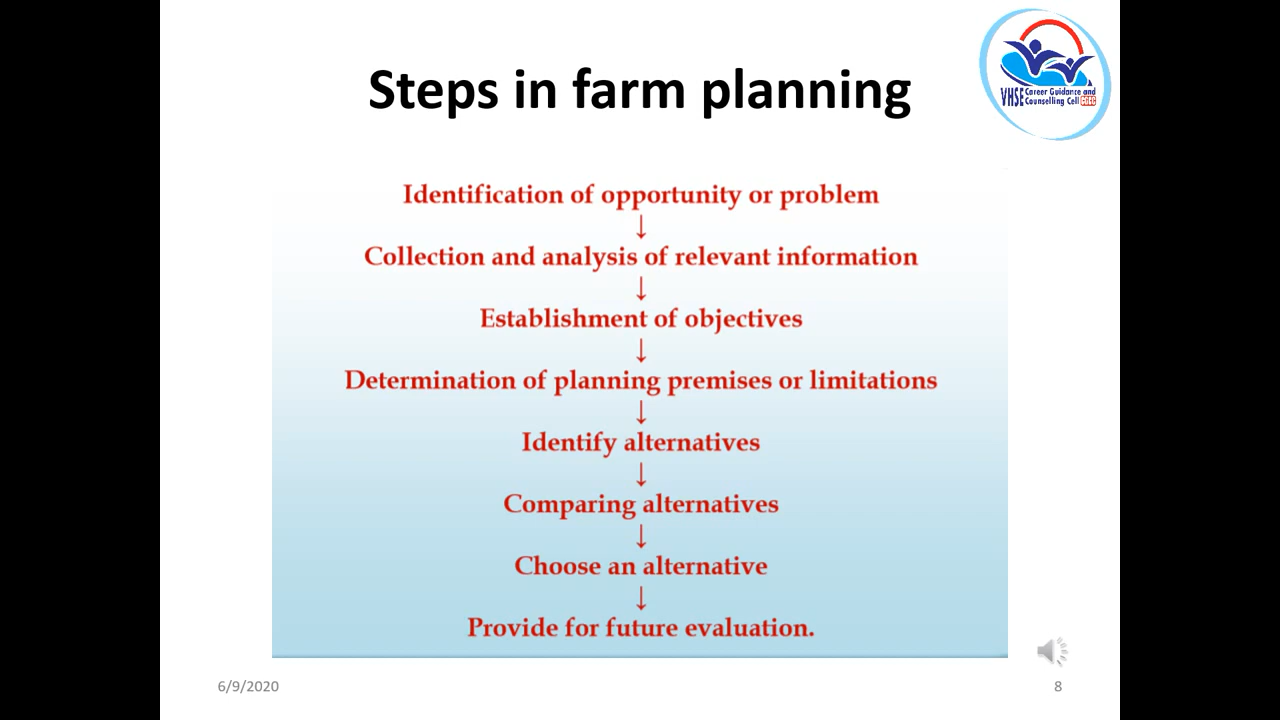 Steps in farm planning
VHSE Career Guidance and
Counselling Cell CGCC
Identification of opportunity or problem
↓
Collection and analysis of relevant information
↓
Establishment of objectives
↓
Determination of planning premises or limitations
↓
Identify alternatives
↓
Comparing alternatives
↓
Choose an alternative
↓
Provide for future evaluation.
6/9/2020
8